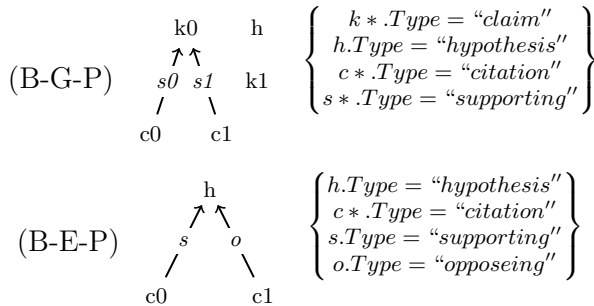 (B-G-P)
k0 h
s0 s1 k1
c0 c1
k ∗ .Type = “claim″
h.Type = “hypothesis″
c ∗ .Type = “citation″
s ∗ .Type = “supporting″
(B-E-P)
h
s o
c0 c1
h.Type = “hypothesis″
c ∗ .Type = “citation″
s.Type = “supporting″
o.Type = “opposeing″